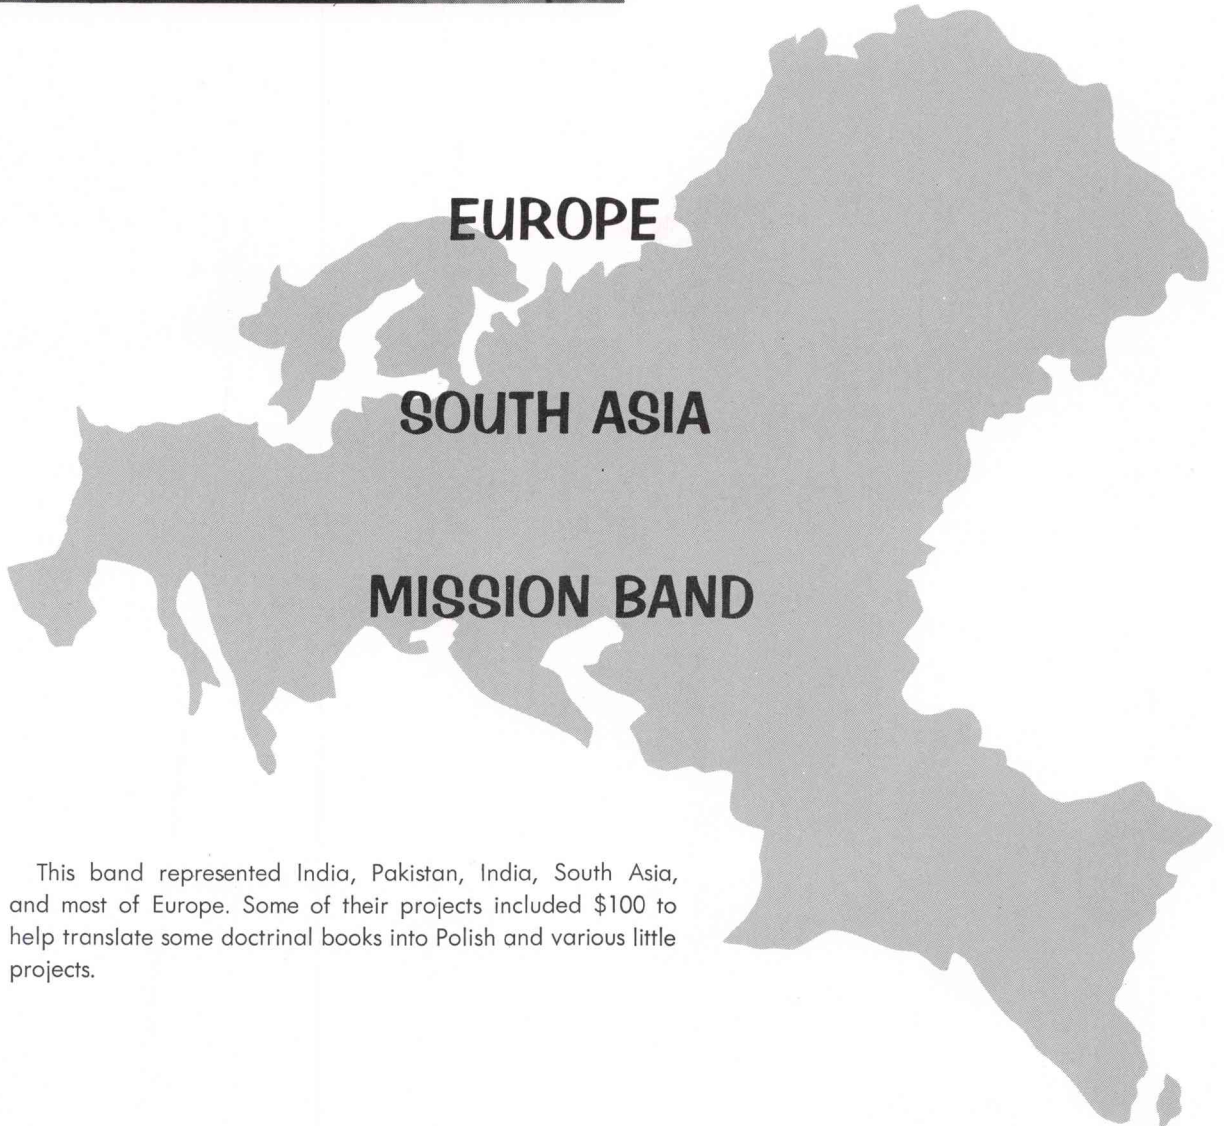 EUROPE
SOUTH ASIA
MISSION BAND
This band represented India, Pakistan, India, South Asia,
and most of Europe. Some of their projects included $100 to
help translate some doctrinal books into Polish and various little
projects.